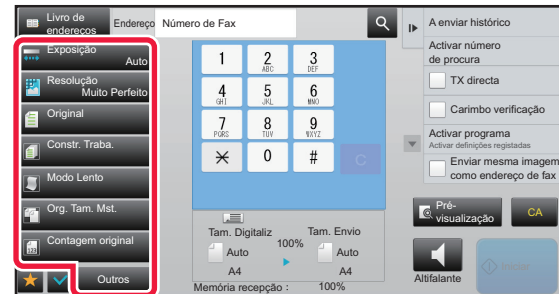 Livro de
endereços
Endereço
Número de Fax
Exposição
Auto
Resolução
Muito Perfeito
Original
Constr. Traba.
Modo Lento
Org. Tam. Mst.
Contagem original
Outros
1
2
ABC
3
DEF
4
GHI
5
JKL
6
MNO
7
PQRS
8
TUV
9
WXYZ
0
#
C
Tam. Digitaliz
100%
Tam. Envio
Auto
Auto
A4
A4
Memória recepção :
100%
A enviar histórico
Activar número
de procura
TX directa
Carimbo verificação
Activar programa
Activar definições registadas
Enviar mesma imagem
como endereço de fax
Pré-
visualização
CA
Altifalante
Iniciar